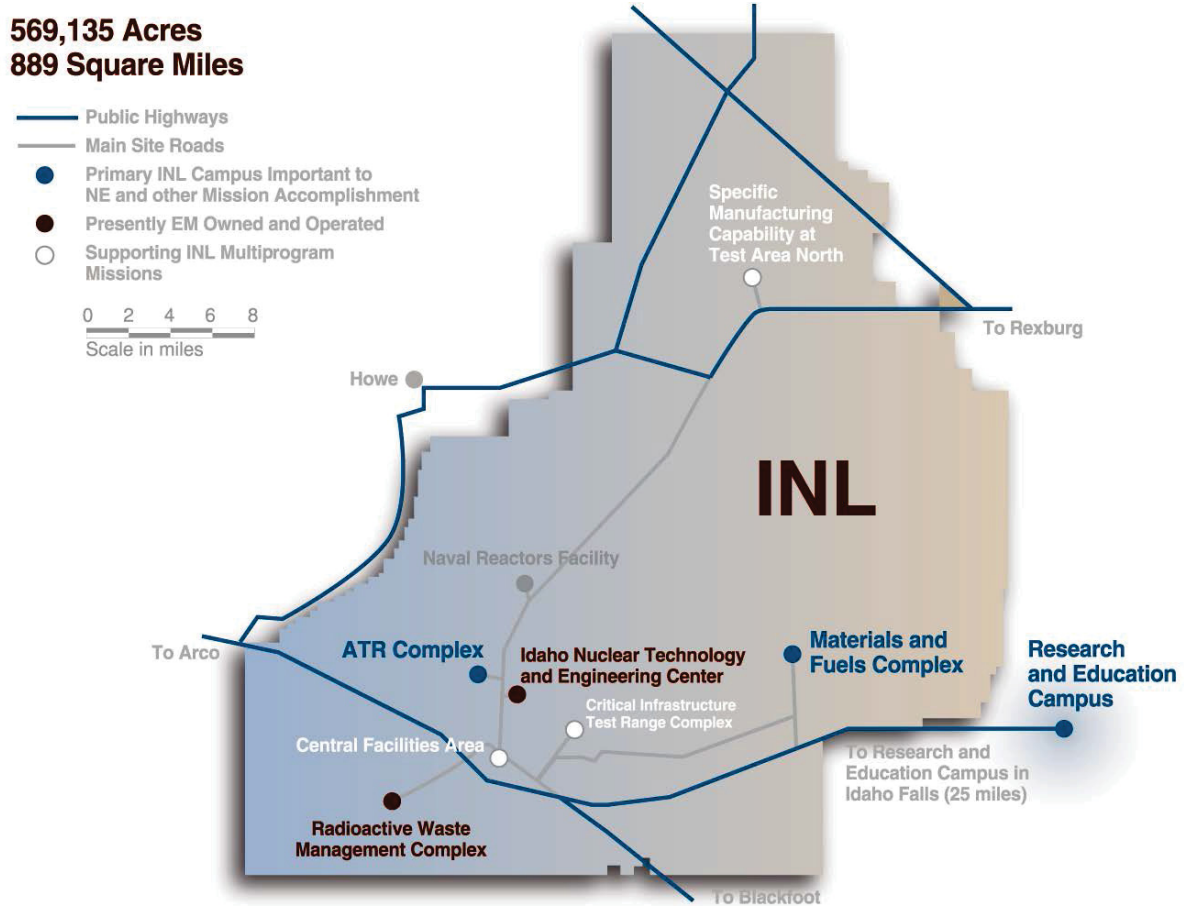 569,135 Acres
889 Square Miles
Public Highways
Main Site Roads
Primary INL Campus Important to
NE and other Mission Accomplishment
Presently EM Owned and Operated
Supporting INL Multiprogram
Missions
0 2 4 6 8
Scale in miles
Specific
Manufacturing
Capability at
Test Area North
To Rexburg
Howe
INL
Naval Reactors Facility
To Arco
ATR Complex
Idaho Nuclear Technology
and Engineering Center
Materials and
Fuels Complex
Research
and Education
Campus
Critical Infrastructure
Test Range Complex
Central Facilities Area
To Research and
Education Campus in
Idaho Falls (25 miles)
Radioactive Waste
Management Complex
To Blackfoot